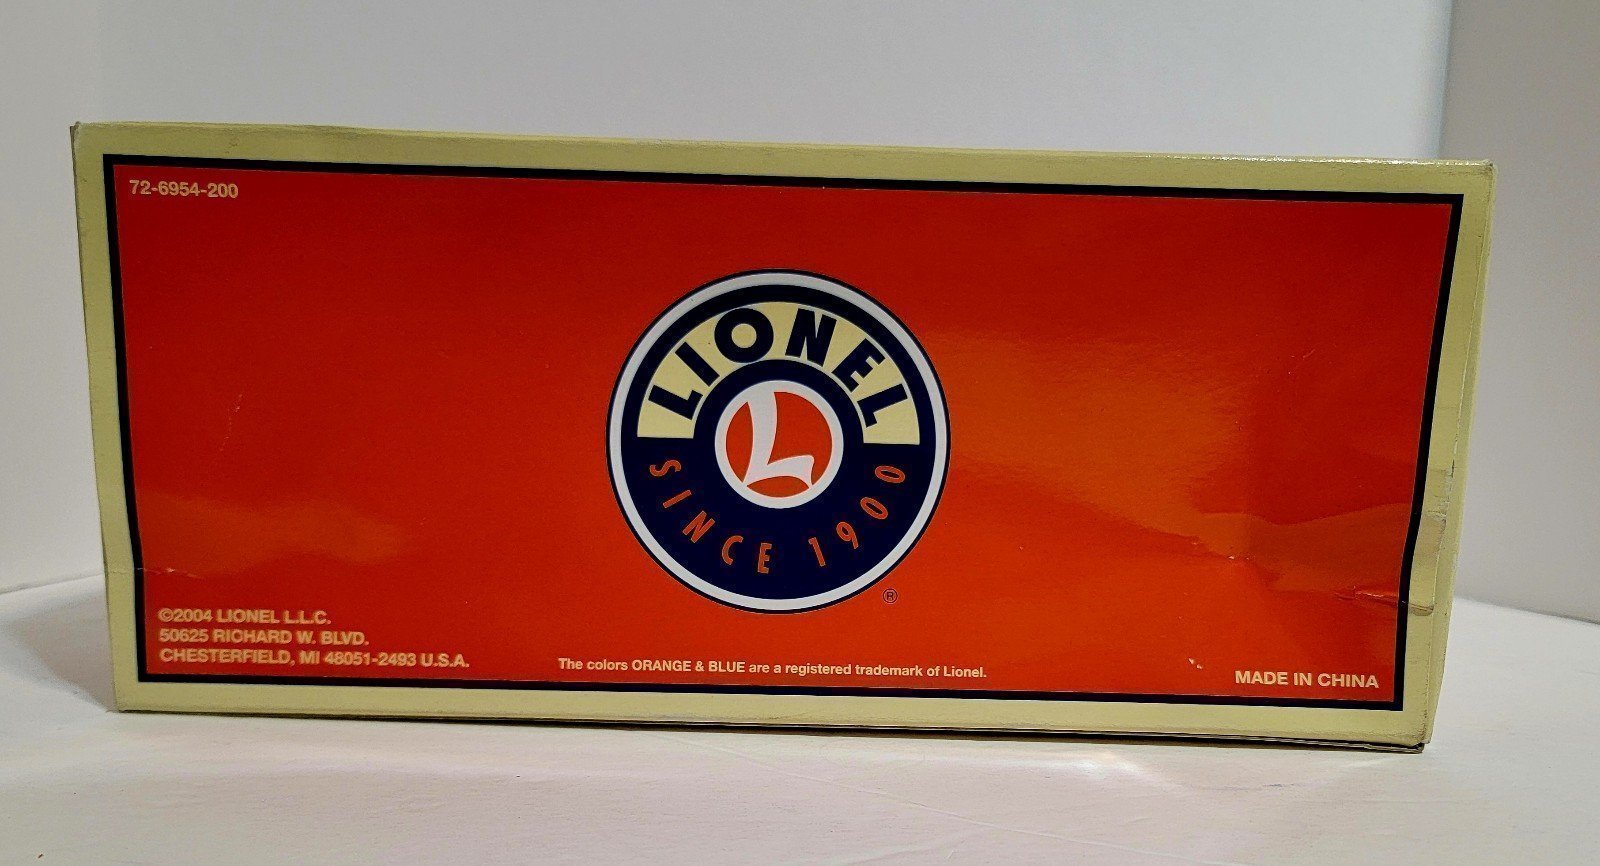 72-6954-200
LIONEL
L
SINCE 1900
®
©2004 LIONEL L.L.C.
50625 RICHARD W. BLVD.
CHESTERFIELD, MI 48051-2493 U.S.A.
The colors ORANGE & BLUE are a registered trademark of Lionel.
MADE IN CHINA